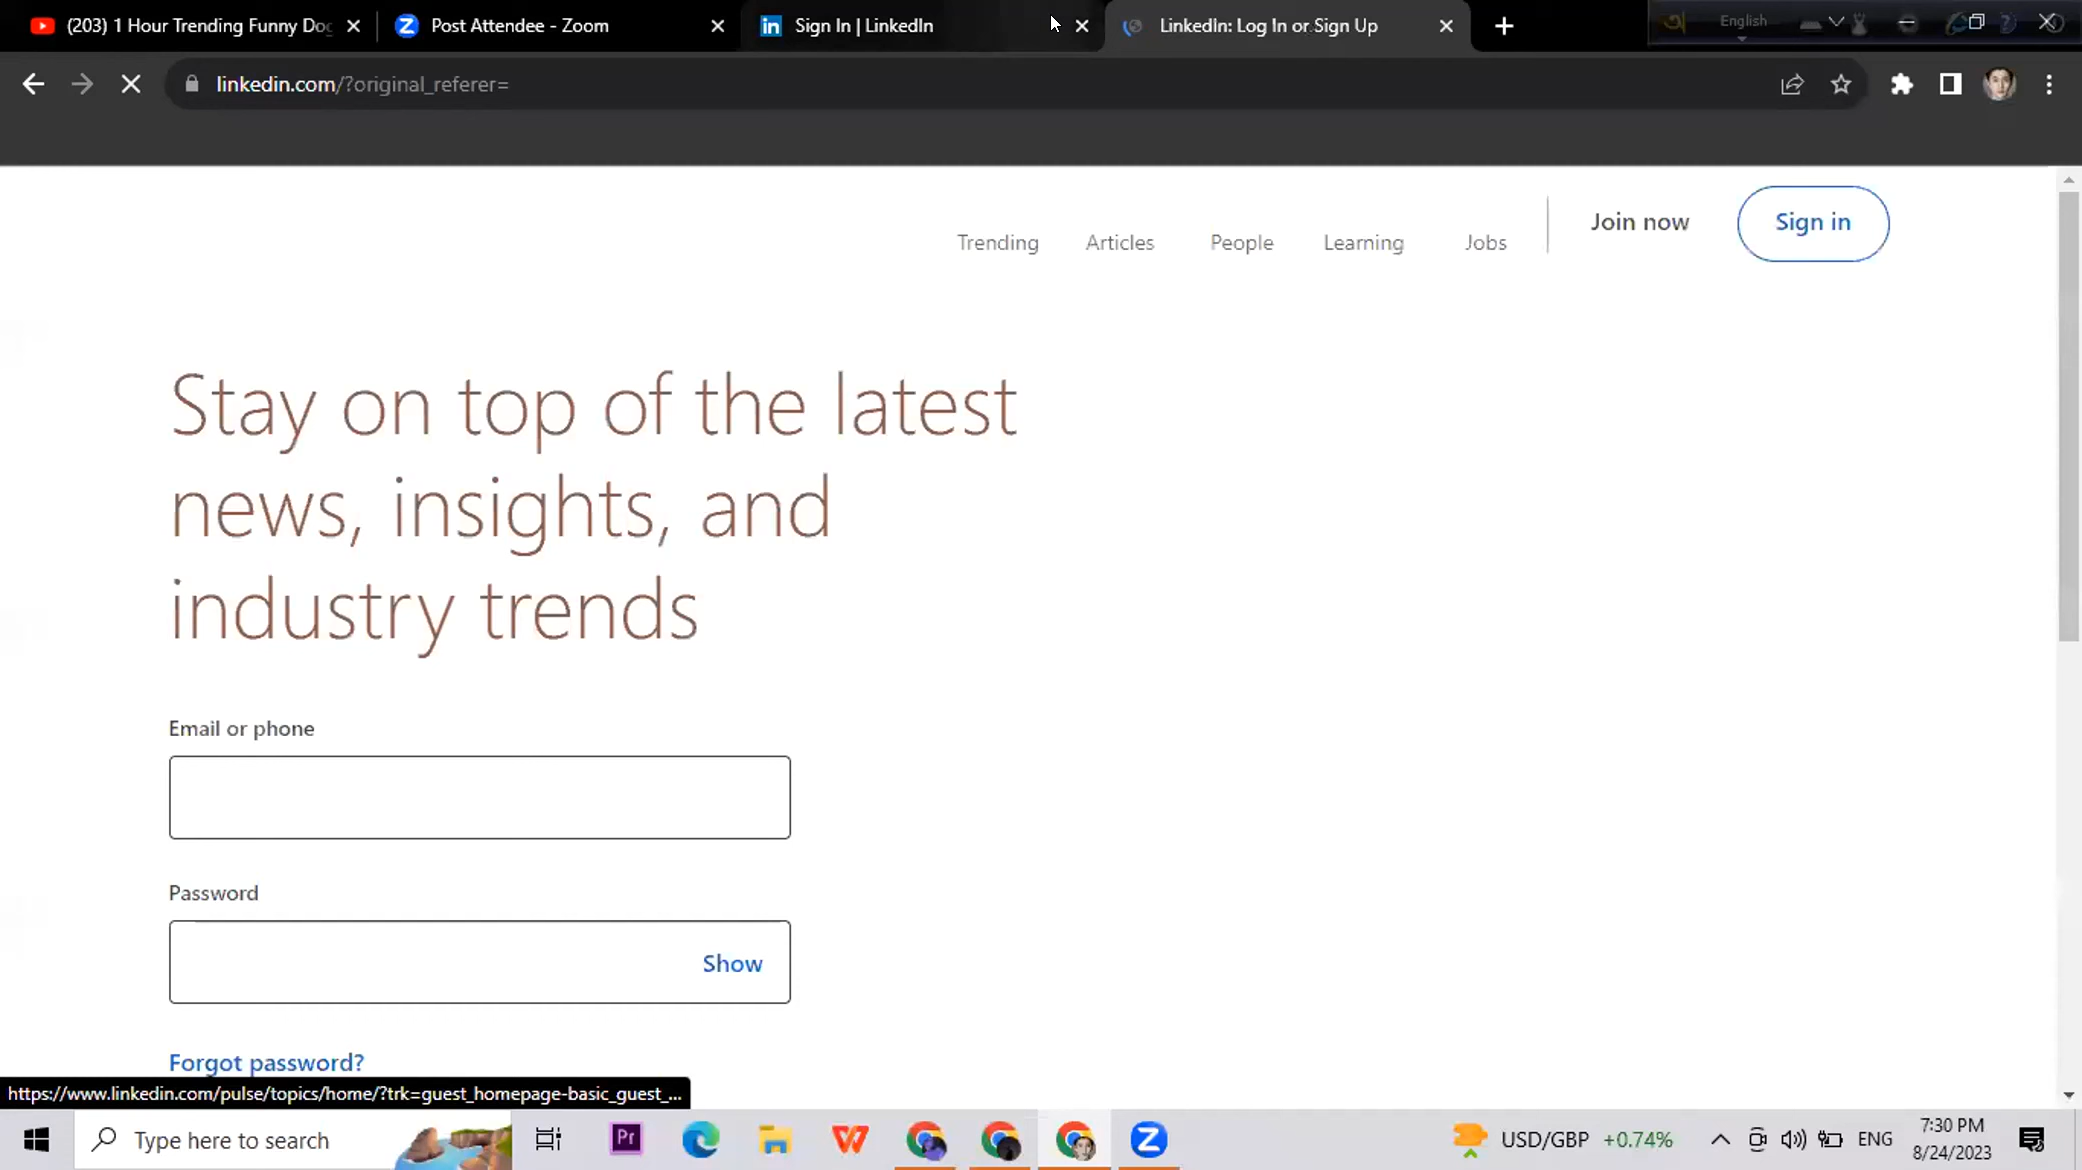 (203) 1 Hour Trending Funny Dog
Post Attendee - Zoom
in Sign In | LinkedIn
LinkedIn: Log In or Sign Up
English
linkedin.com/?original_referer=
Trending
Articles
People
Learning
Jobs
Join now
Sign in
Stay on top of the latest
news, insights, and
industry trends
Email or phone
Password
Show
Forgot password?
https://www.linkedin.com/pulse/topics/home/?trk=guest_homepage-basic_guest_...
Type here to search
Pr
USD/GBP +0.74%
ENG
7:30 PM
8/24/2023